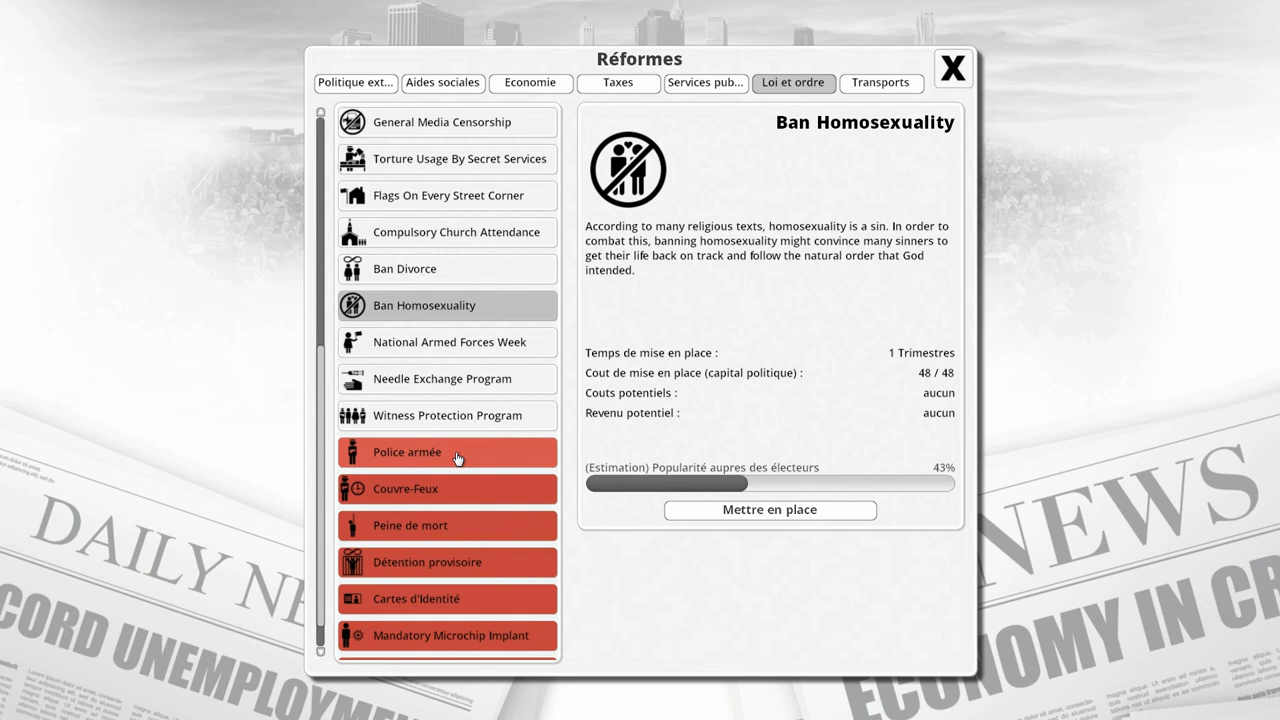 Réformes
X
Politique ext...
Aides sociales
Economie
Taxes
Services pub...
Loi et ordre
Transports
General Media Censorship
Torture Usage By Secret Services
Flags On Every Street Corner
Compulsory Church Attendance
Ban Divorce
Ban Homosexuality
National Armed Forces Week
Needle Exchange Program
Witness Protection Program
Police armée
Couvre-Feux
Peine de mort
Détention provisoire
Cartes d'Identité
Mandatory Microchip Implant
Ban Homosexuality
According to many religious texts, homosexuality is a sin. In order to
combat this, banning homosexuality might convince many sinners to
get their life back on track and follow the natural order that God
intended.
Temps de mise en place : 1 Trimestres
Cout de mise en place (capital politique) : 48 / 48
Couts potentiels : aucun
Revenu potentiel : aucun
(Estimation) Popularité aupres des électeurs 43%
Mettre en place
DAILY NE
CORD UNEMPLOYM
NEWS
ECONOMY IN CR